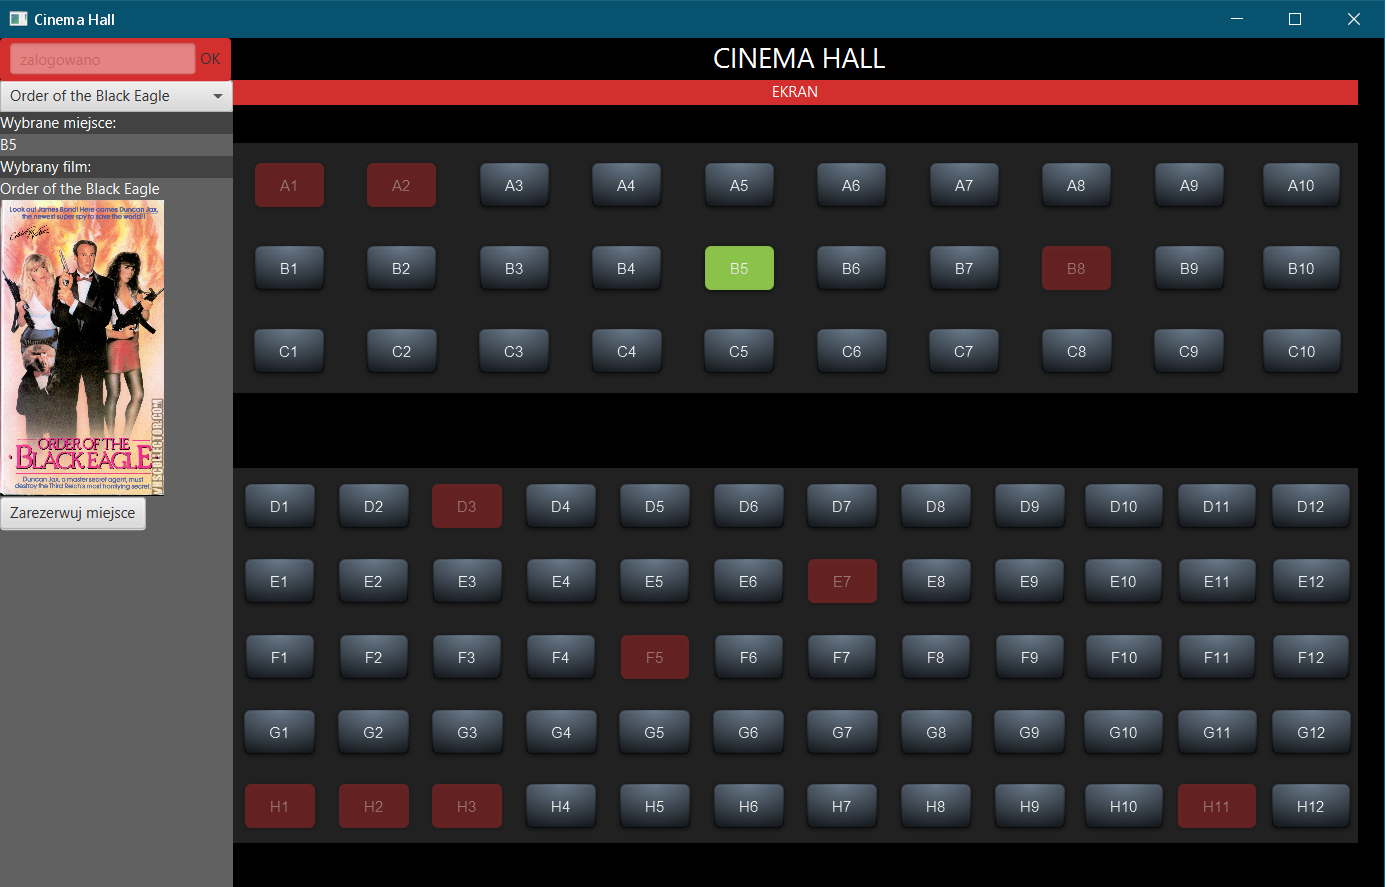 Cinema Hall
zalogowano OK
CINEMA HALL
EKRAN
Order of the Black Eagle
Wybrane miejsce:
B5
Wybrany film:
Order of the Black Eagle
Look out James Bond! Here comes Duncan Jax,
the newest super spy to save the world!!
ORDER OF THE
BLACK EAGLE
Duncan Jax, a master secret agent, must
destroy the Third Reich's most horrifying secret.
Zarezerwuj miejsce
A1 A2 A3 A4 A5 A6 A7 A8 A9 A10
B1 B2 B3 B4 B5 B6 B7 B8 B9 B10
C1 C2 C3 C4 C5 C6 C7 C8 C9 C10
D1 D2 D3 D4 D5 D6 D7 D8 D9 D10 D11 D12
E1 E2 E3 E4 E5 E6 E7 E8 E9 E10 E11 E12
F1 F2 F3 F4 F5 F6 F7 F8 F9 F10 F11 F12
G1 G2 G3 G4 G5 G6 G7 G8 G9 G10 G11 G12
H1 H2 H3 H4 H5 H6 H7 H8 H9 H10 H11 H12